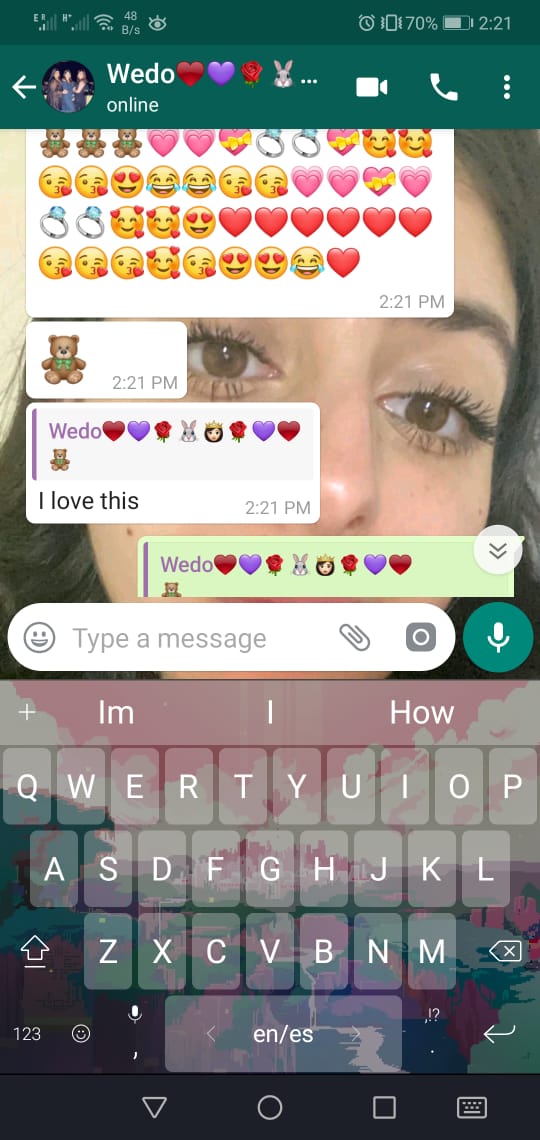 E R H+ 48 B/s 70% 2:21
Wedo❤️💜🌹🐰...
online
🧸🧸🧸💗💗💝💍💍💝🥰🥰
😘😘😍😂😂😘😘💗💗💝💗
💍💍🥰🥰😍❤️❤️❤️❤️❤️❤️
😘😘😘🥰😘😍😍😂❤️
2:21 PM
🧸 2:21 PM
Wedo❤️💜🌹🐰👸🏻🌹💜❤️
🧸
I love this 2:21 PM
Wedo❤️💜🌹🐰👸🏻🌹💜❤️
🧸
Type a message
+ Im I How
Q W E R T Y U I O P
A S D F G H J K L
Z X C V B N M
123 , < en/es > ,!? .